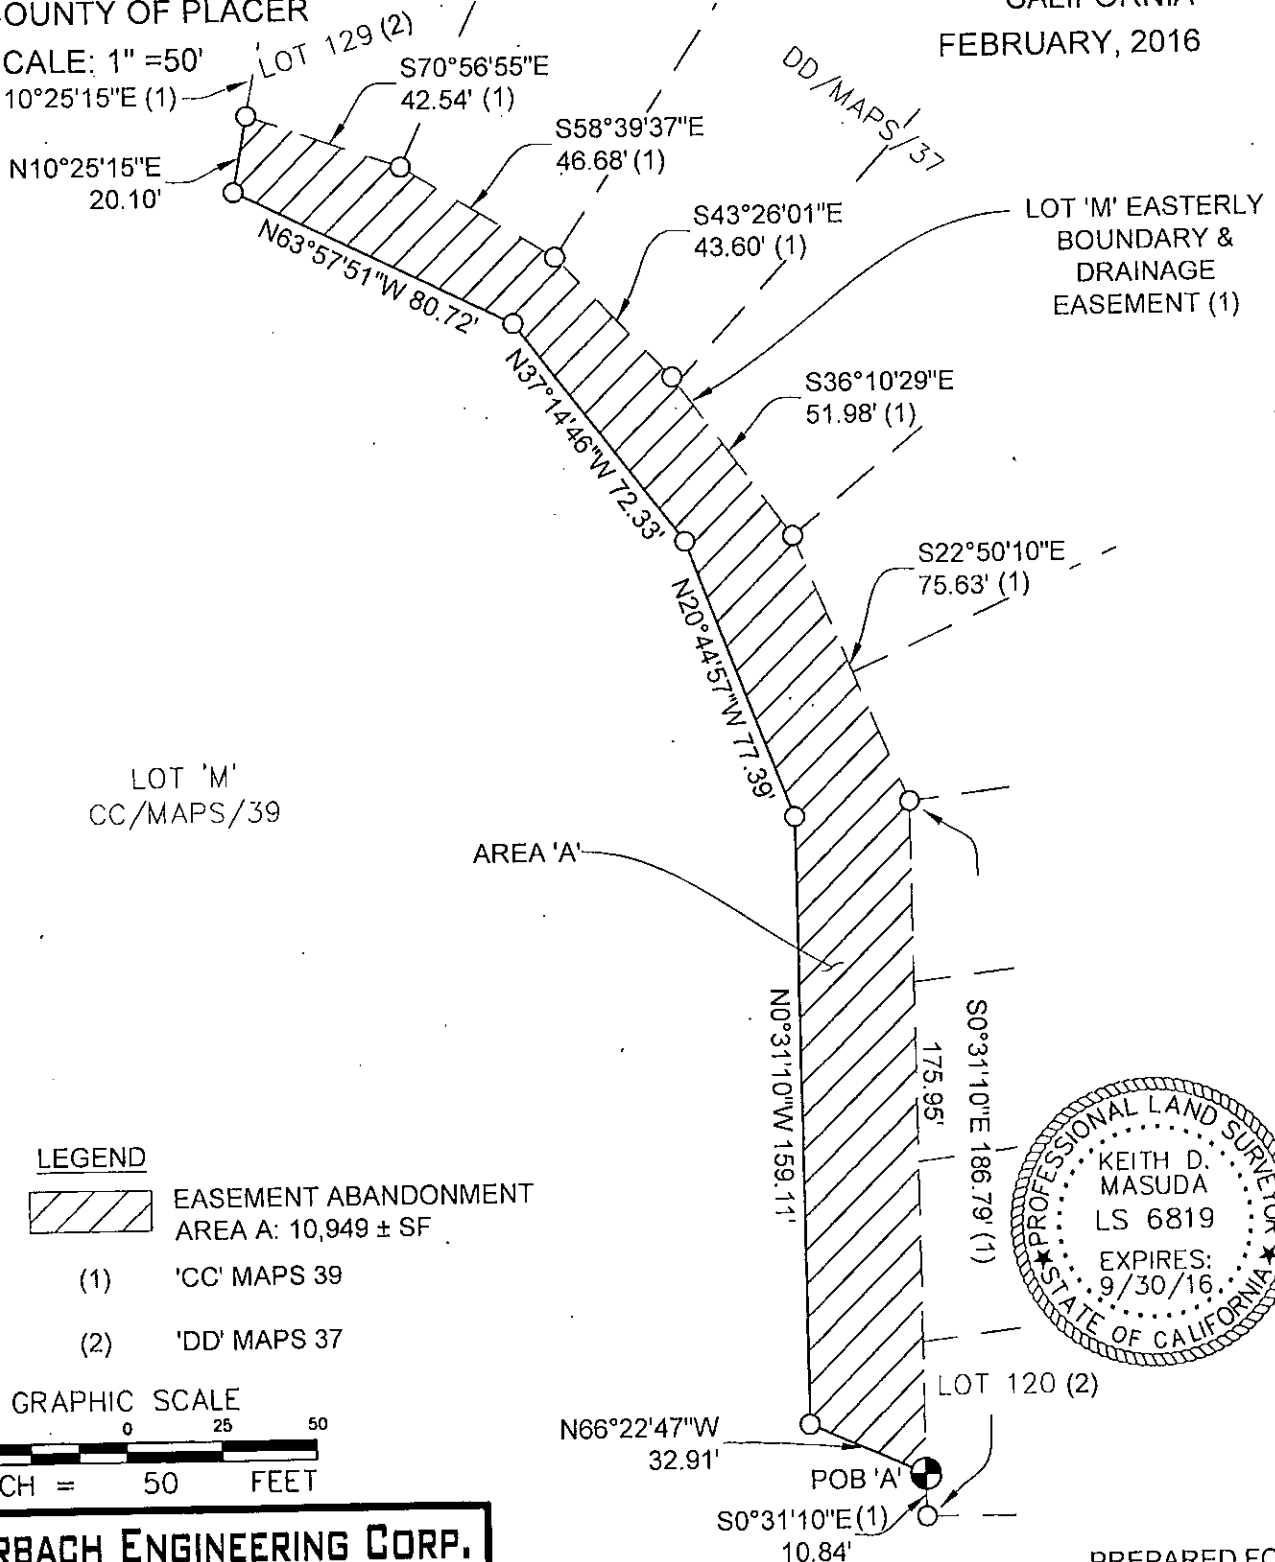 OUNTY OF PLACER
CALIFORNIA
CALE: 1" =50'
FEBRUARY, 2016
LOT 129 (2)
10°25'15"E (1)
S70°56'55"E
42.54' (1)
DD/MAPS/37
S58°39'37"E
46.68' (1)
N10°25'15"E
20.10'
S43°26'01"E
43.60' (1)
LOT 'M' EASTERLY
BOUNDARY &
DRAINAGE
EASEMENT (1)
N63°57'51"W 80.72'
N37°14'46"W 72.33'
S36°10'29"E
51.98' (1)
S22°50'10"E
75.63' (1)
N20°44'57"W 77.39'
LOT 'M'
CC/MAPS/39
AREA 'A'
N0°31'10"W 159.11'
175.95'
S0°31'10"E 186.79' (1)
PROFESSIONAL LAND SURVEYOR
KEITH D.
MASUDA
LS 6819
EXPIRES:
9/30/16
STATE OF CALIFORNIA
LEGEND
EASEMENT ABANDONMENT
AREA A: 10,949 ± SF
(1) 'CC' MAPS 39
(2) 'DD' MAPS 37
GRAPHIC SCALE
0 25 50
CH = 50 FEET
LOT 120 (2)
N66°22'47"W
32.91'
POB 'A'
S0°31'10"E (1)
10.84'
RBACH ENGINEERING CORP.